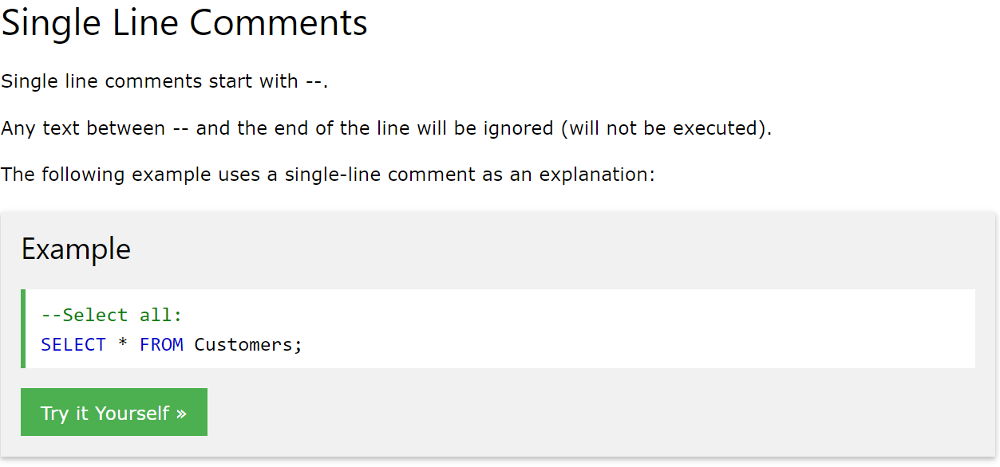 Single Line Comments
Single line comments start with --.
Any text between -- and the end of the line will be ignored (will not be executed).
The following example uses a single-line comment as an explanation:
Example
--Select all:
SELECT * FROM Customers;
Try it Yourself »